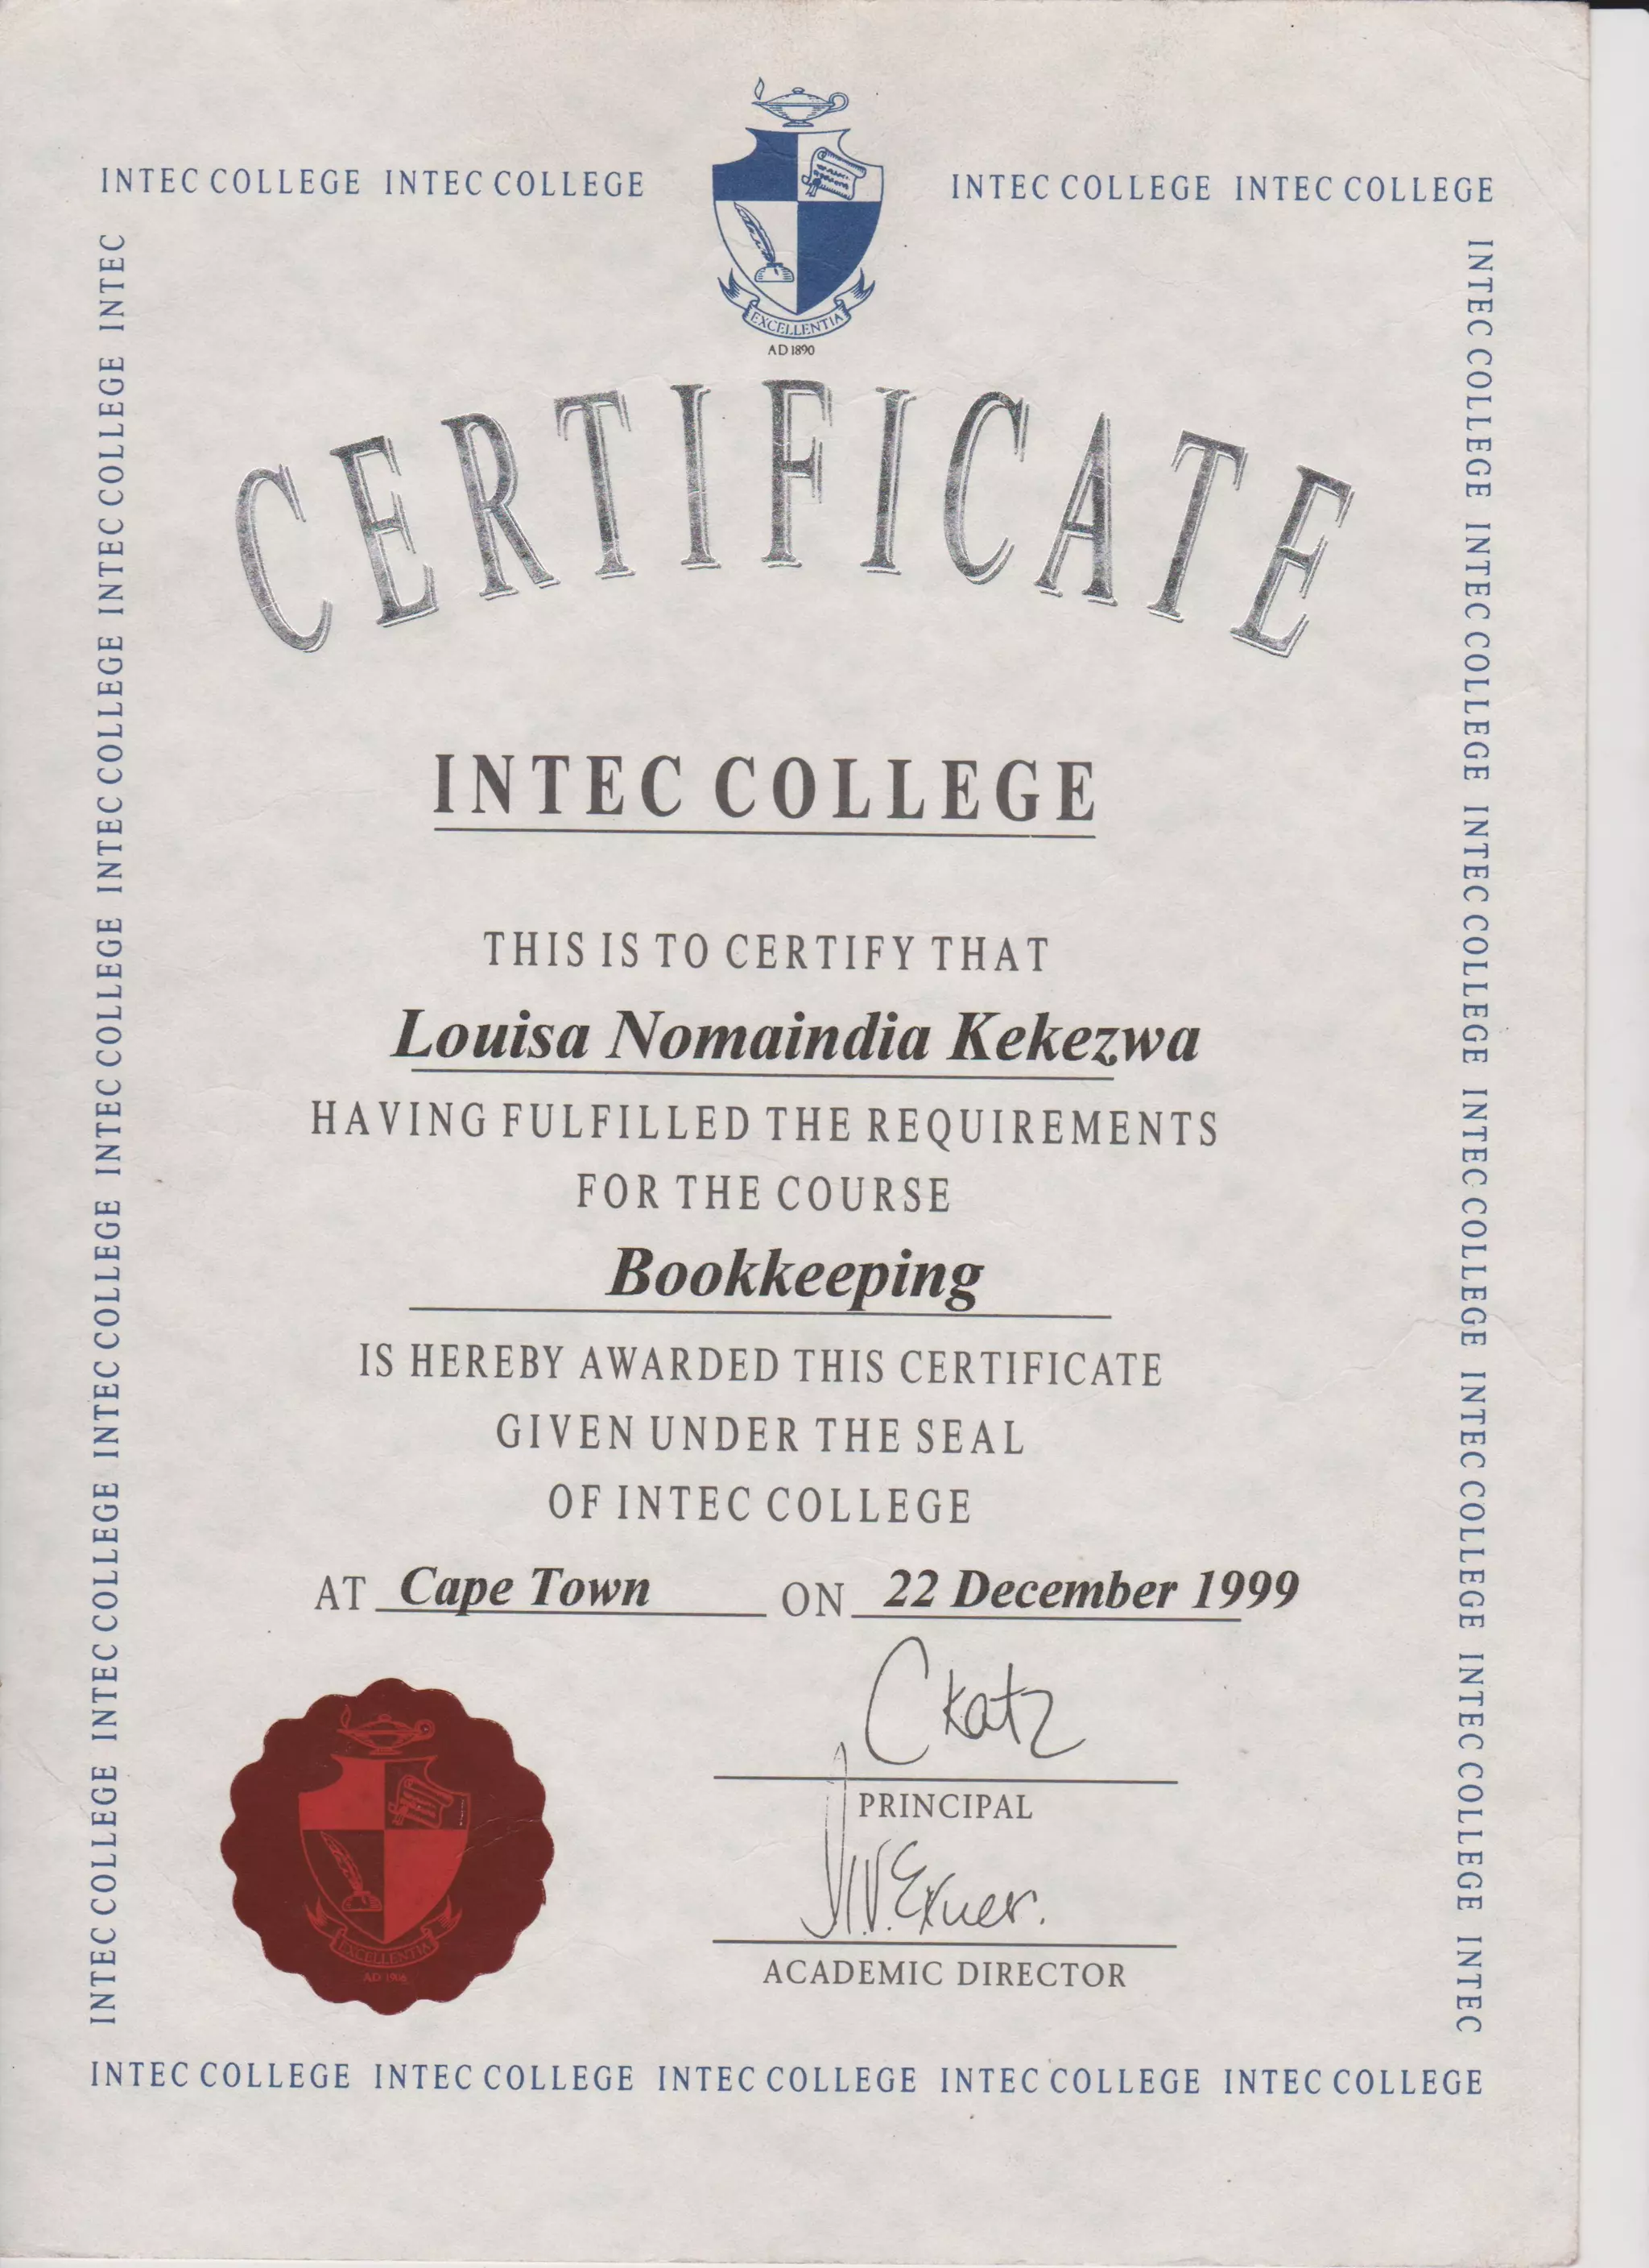 INTEC COLLEGE INTEC COLLEGE
INTEC COLLEGE INTEC COLLEGE
EXCELLENTIA
AD 1890
CERTIFICATE
INTEC COLLEGE
THIS IS TO CERTIFY THAT
Louisa Nomaindia Kekezwa
HAVING FULFILLED THE REQUIREMENTS
FOR THE COURSE
Bookkeeping
IS HEREBY AWARDED THIS CERTIFICATE
GIVEN UNDER THE SEAL
OF INTEC COLLEGE
AT Cape Town ON 22 December 1999
C Katz
PRINCIPAL
Exner.
ACADEMIC DIRECTOR
EXCELLENTIA
INTEC COLLEGE INTEC COLLEGE INTEC COLLEGE INTEC COLLEGE INTEC COLLEGE INTEC COLLEGE INTEC
INTEC COLLEGE INTEC COLLEGE INTEC COLLEGE INTEC COLLEGE INTEC COLLEGE INTEC COLLEGE INTEC
INTEC COLLEGE INTEC COLLEGE INTEC COLLEGE INTEC COLLEGE INTEC COLLEGE